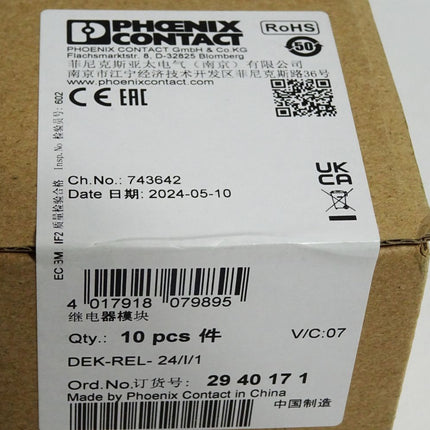 PHOENIX
CONTACT
RoHS
50
PHOENIX CONTACT GmbH & Co.KG
Flachsmarktstr. 8, D-32825 Blomberg
菲尼克斯亚太电气(南京)有限公司
南京市江宁经济技术开发区菲尼克斯路36号
www.phoenixcontact.com
CE EAC
UK
CA
质量检验合格 Insp.No 检验员号: 602
Ch.No.: 743642
Date 日期: 2024-05-10
4 017918 079895
继电器模块
Qty.: 10 pcs 件
V/C:07
DEK-REL- 24/I/1
Ord.No.订货号: 29 40 17 1
Made by Phoenix Contact in China
中国制造